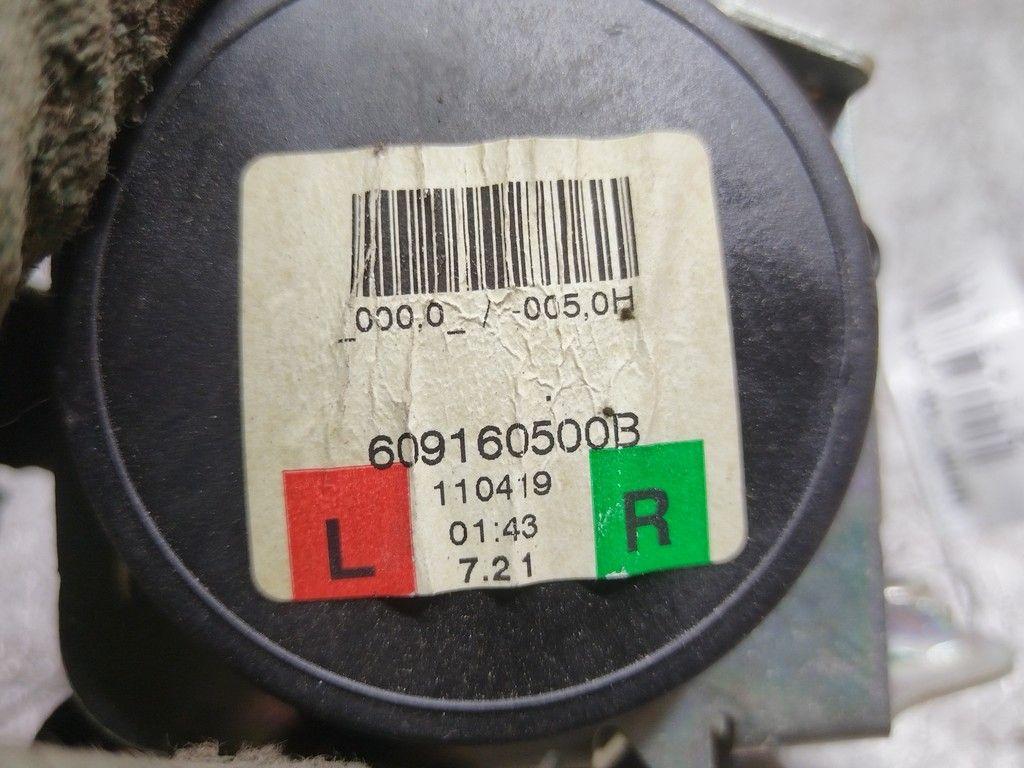 _000,0_ / -005,0H
609160500B
110419
01:43
7.21
L
R